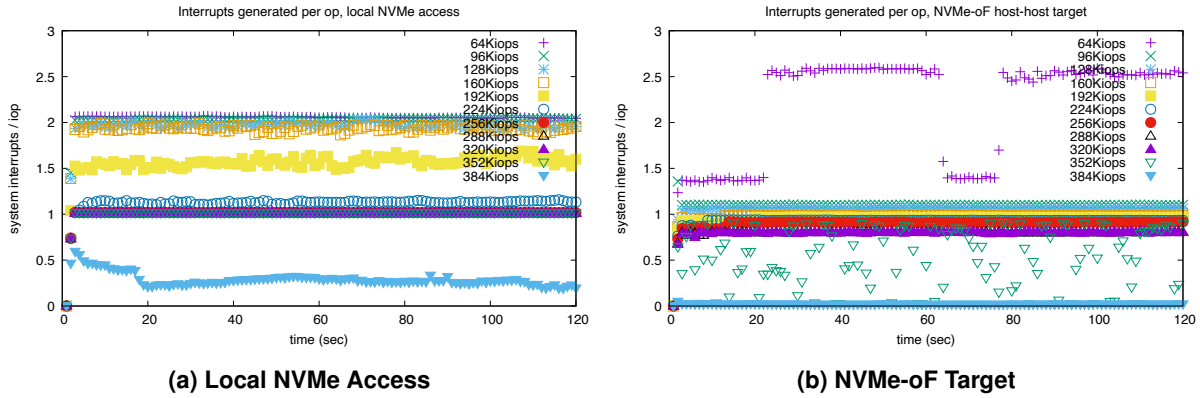 Interrupts generated per op, local NVMe access
3
2.5
2
1.5
1
0.5
0
0
20
40
60
80
100
120
system interrupts / iop
time (sec)
64Kiops
96Kiops
128Kiops
160Kiops
192Kiops
224Kiops
256Kiops
288Kiops
320Kiops
352Kiops
384Kiops
(a) Local NVMe Access
Interrupts generated per op, NVMe-oF host-host target
3
2.5
2
1.5
1
0.5
0
0
20
40
60
80
100
120
system interrupts / iop
time (sec)
64Kiops
96Kiops
128Kiops
160Kiops
192Kiops
224Kiops
256Kiops
288Kiops
320Kiops
352Kiops
384Kiops
(b) NVMe-oF Target